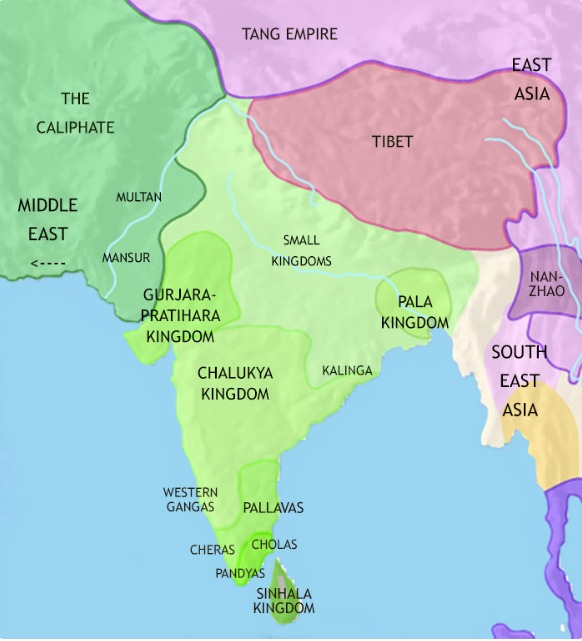 TANG EMPIRE
EAST
ASIA
THE
CALIPHATE
TIBET
MULTAN
MIDDLE
EAST
<----
MANSUR
SMALL
KINGDOMS
NAN-
ZHAO
GURJARA-
PRATIHARA
KINGDOM
PALA
KINGDOM
SOUTH
EAST
ASIA
CHALUKYA
KINGDOM
KALINGA
WESTERN
GANGAS
PALLAVAS
CHERAS
CHOLAS
PANDYAS
SINHALA
KINGDOM